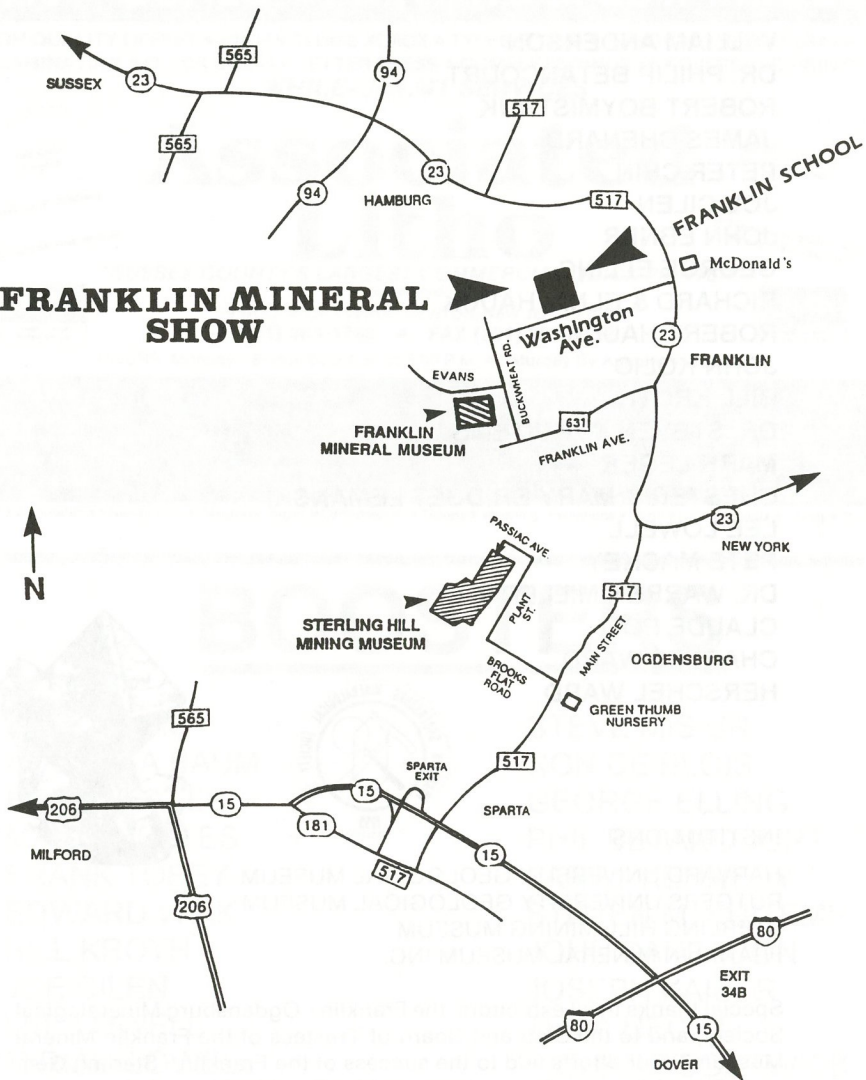 565
94
SUSSEX
23
517
565
23
94
HAMBURG
517
FRANKLIN SCHOOL
McDonald's
FRANKLIN MINERAL
SHOW
Washington
Ave.
23
FRANKLIN
BUCKWHEAT RD.
EVANS
631
FRANKLIN AVE.
FRANKLIN
MINERAL MUSEUM
23
NEW YORK
N
PASSIAC AVE.
PLANT
ST.
517
STERLING HILL
MINING MUSEUM
MAIN STREET
OGDENSBURG
BROOKS
FLAT
ROAD
GREEN THUMB
NURSERY
565
517
SPARTA
EXIT
206
15
15
181
SPARTA
MILFORD
15
517
206
80
EXIT
34B
80
15
DOVER